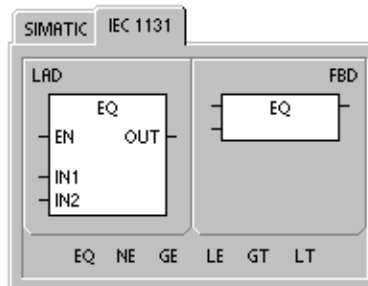 SIMATIC IEC 1131
LAD FBD
EQ EQ
EN OUT
IN1
IN2
EQ NE GE LE GT LT